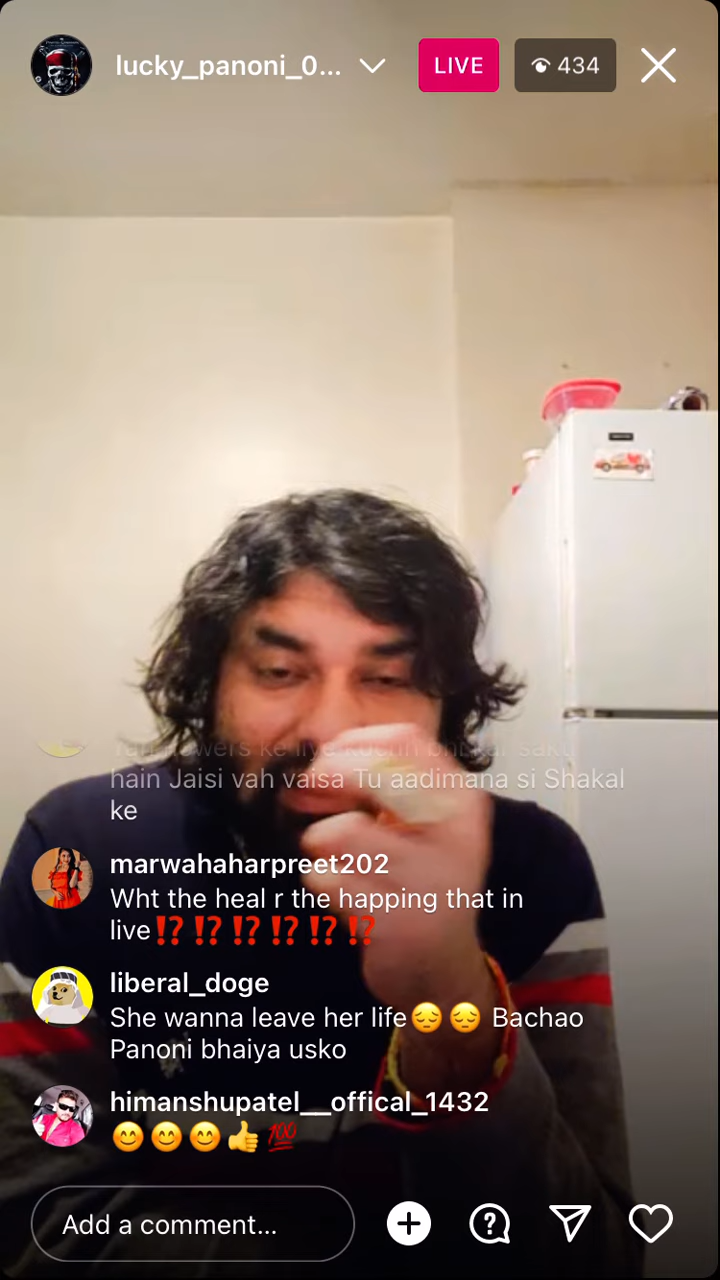 lucky_panoni_0...
LIVE
434
hain Jaisi vah vaisa Tu aadimana si Shakal
ke
marwahaharpreet202
Wht the heal r the happing that in
live⁉️⁉️⁉️⁉️⁉️⁉️
liberal_doge
She wanna leave her life😔😔 Bachao
Panoni bhaiya usko
himanshupatel__offical_1432
😊😊😊👍💯
Add a comment...